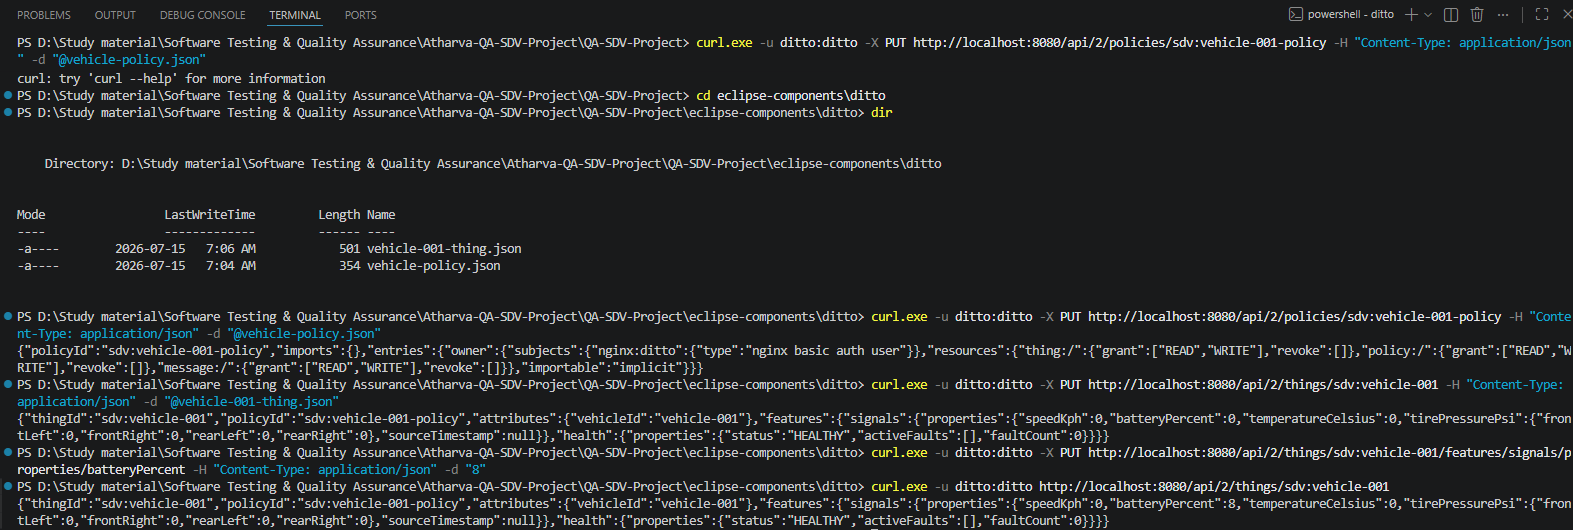 PROBLEMS OUTPUT DEBUG CONSOLE TERMINAL PORTS powershell - ditto
PS D:\Study material\Software Testing & Quality Assurance\Atharva-QA-SDV-Project\QA-SDV-Project> curl.exe -u ditto:ditto -X PUT http://localhost:8080/api/2/policies/sdv:vehicle-001-policy -H "Content-Type: application/json
" -d "@vehicle-policy.json"
curl: try 'curl --help' for more information
PS D:\Study material\Software Testing & Quality Assurance\Atharva-QA-SDV-Project\QA-SDV-Project> cd eclipse-components\ditto
PS D:\Study material\Software Testing & Quality Assurance\Atharva-QA-SDV-Project\QA-SDV-Project\eclipse-components\ditto> dir
Directory: D:\Study material\Software Testing & Quality Assurance\Atharva-QA-SDV-Project\QA-SDV-Project\eclipse-components\ditto
Mode LastWriteTime Length Name
---- ------------- ------ ----
-a---- 2026-07-15 7:06 AM 501 vehicle-001-thing.json
-a---- 2026-07-15 7:04 AM 354 vehicle-policy.json
PS D:\Study material\Software Testing & Quality Assurance\Atharva-QA-SDV-Project\QA-SDV-Project\eclipse-components\ditto> curl.exe -u ditto:ditto -X PUT http://localhost:8080/api/2/policies/sdv:vehicle-001-policy -H "Conte
nt-Type: application/json" -d "@vehicle-policy.json"
{"policyId":"sdv:vehicle-001-policy","imports":{},"entries":{"owner":{"subjects":{"nginx:ditto":{"type":"nginx basic auth user"}},"resources":{"thing:/":{"grant":["READ","WRITE"],"revoke":[]},"policy:/":{"grant":["READ","W
RITE"],"revoke":[]},"message:/":{"grant":["READ","WRITE"],"revoke":[]}},"importable":"implicit"}}}
PS D:\Study material\Software Testing & Quality Assurance\Atharva-QA-SDV-Project\QA-SDV-Project\eclipse-components\ditto> curl.exe -u ditto:ditto -X PUT http://localhost:8080/api/2/things/sdv:vehicle-001 -H "Content-Type:
application/json" -d "@vehicle-001-thing.json"
{"thingId":"sdv:vehicle-001","policyId":"sdv:vehicle-001-policy","attributes":{"vehicleId":"vehicle-001"},"features":{"signals":{"properties":{"speedKph":0,"batteryPercent":0,"temperatureCelsius":0,"tirePressurePsi":{"fron
tLeft":0,"frontRight":0,"rearLeft":0,"rearRight":0},"sourceTimestamp":null}},"health":{"properties":{"status":"HEALTHY","activeFaults":[],"faultCount":0}}}}
PS D:\Study material\Software Testing & Quality Assurance\Atharva-QA-SDV-Project\QA-SDV-Project\eclipse-components\ditto> curl.exe -u ditto:ditto -X PUT http://localhost:8080/api/2/things/sdv:vehicle-001/features/signals/p
roperties/batteryPercent -H "Content-Type: application/json" -d "8"
PS D:\Study material\Software Testing & Quality Assurance\Atharva-QA-SDV-Project\QA-SDV-Project\eclipse-components\ditto> curl.exe -u ditto:ditto http://localhost:8080/api/2/things/sdv:vehicle-001
{"thingId":"sdv:vehicle-001","policyId":"sdv:vehicle-001-policy","attributes":{"vehicleId":"vehicle-001"},"features":{"signals":{"properties":{"speedKph":0,"batteryPercent":8,"temperatureCelsius":0,"tirePressurePsi":{"fron
tLeft":0,"frontRight":0,"rearLeft":0,"rearRight":0},"sourceTimestamp":null}},"health":{"properties":{"status":"HEALTHY","activeFaults":[],"faultCount":0}}}}